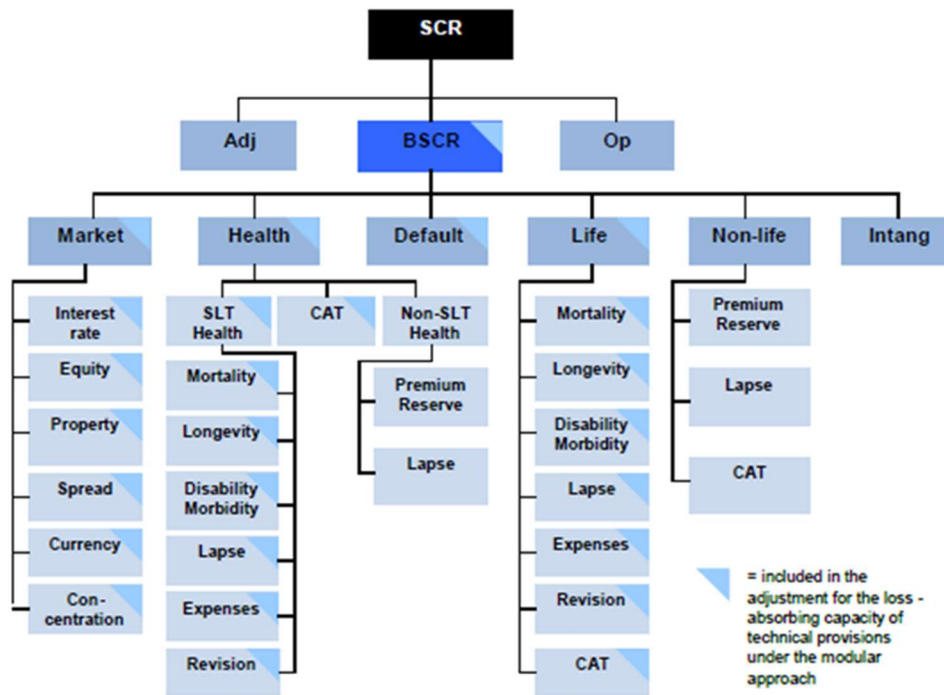 SCR
Adj
BSCR
Op
Market
Health
Default
Life
Non-life
Intang
Interest
rate
Equity
Property
Spread
Currency
Con-
centration
SLT
Health
CAT
Non-SLT
Health
Mortality
Longevity
Disability
Morbidity
Lapse
Expenses
Revision
Premium
Reserve
Lapse
Mortality
Longevity
Disability
Morbidity
Lapse
Expenses
Revision
CAT
Premium
Reserve
Lapse
CAT
= included in the
adjustment for the loss -
absorbing capacity of
technical provisions
under the modular
approach